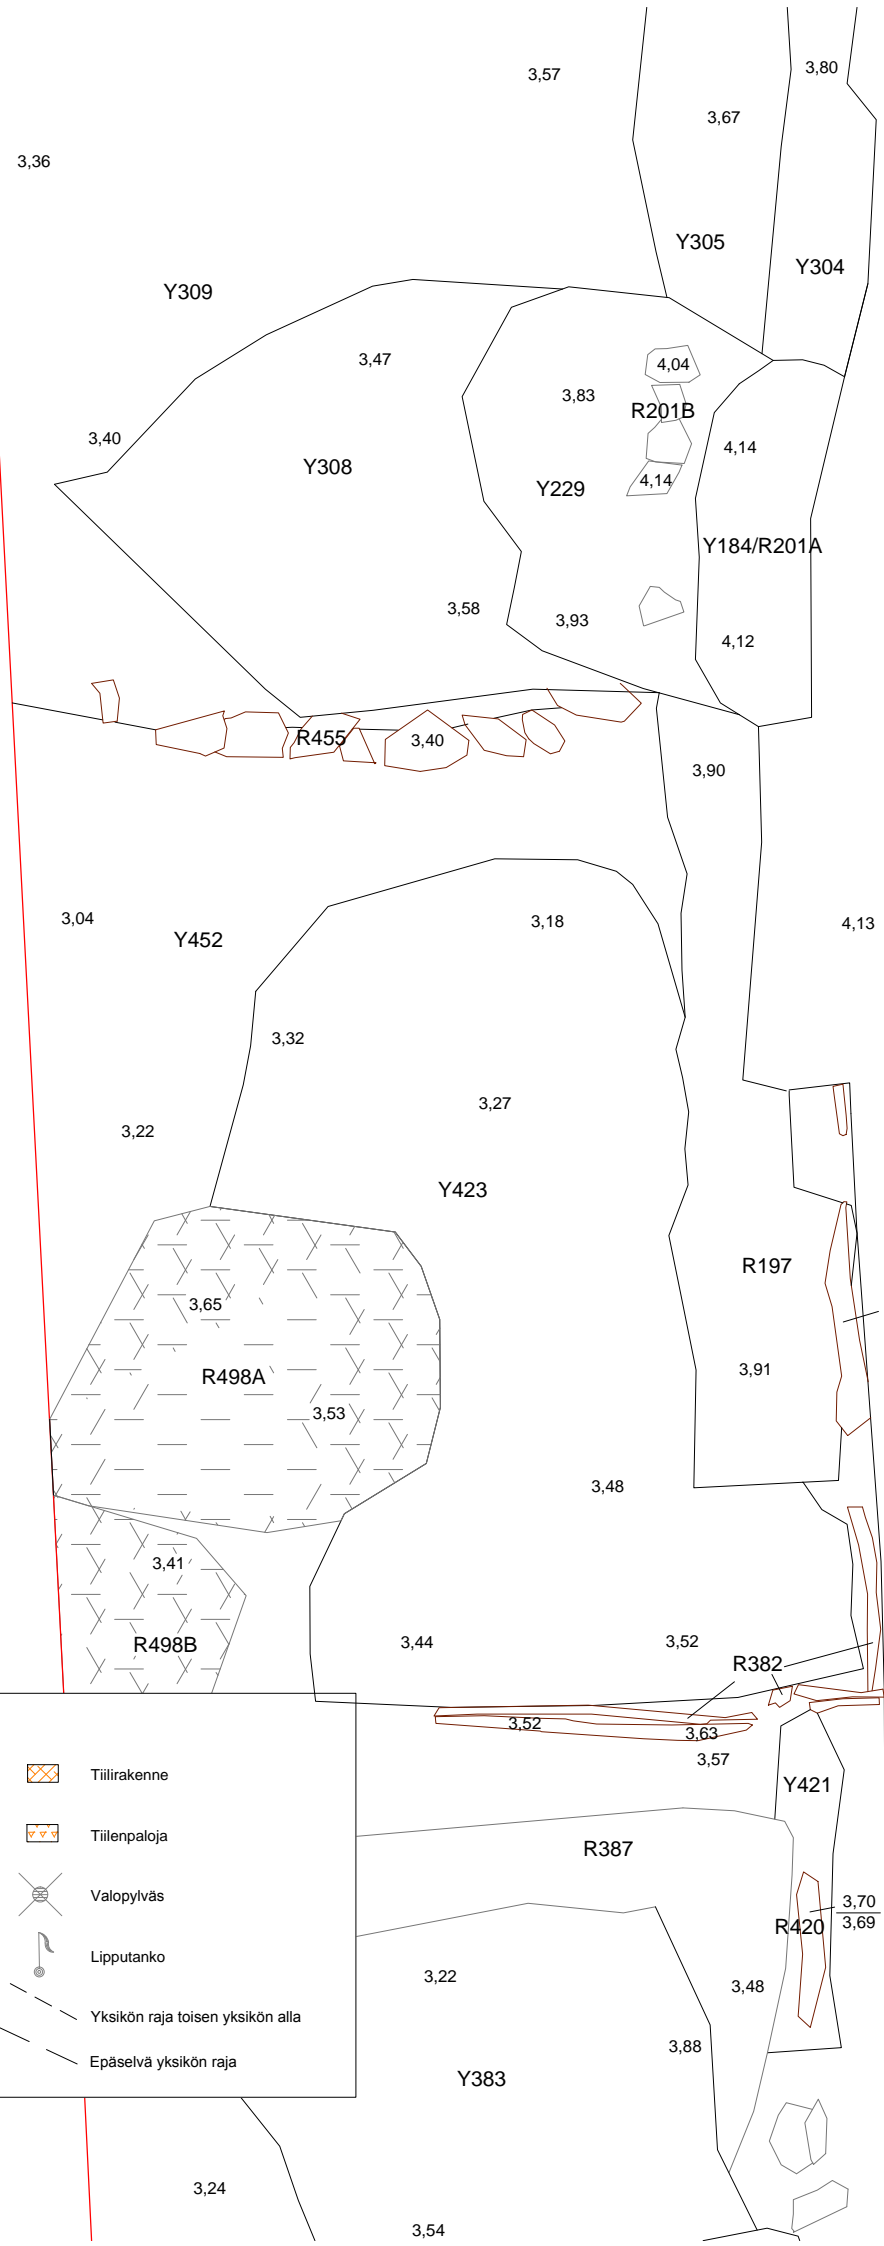 3,80
3,57
3,67
3,36
Y305
Y304
Y309
3,47
4,04
3,83
R201B
3,40
4,14
Y308
4,14
Y229
Y184/R201A
3,58
3,93
4,12
R455
3,40
3,90
3,04
3,18
4,13
Y452
3,32
3,27
3,22
Y423
R197
3,65
3,91
R498A
3,53
3,48
3,41
3,44
3,52
R498B
R382
3,52
3,63
3,57
Tiilirakenne
Y421
Tiilenpaloja
R387
Valopylväs
3,70
R420
3,69
Lipputanko
3,22
3,48
Yksikön raja toisen yksikön alla
3,88
Epäselvä yksikön raja
Y383
3,24
3,54